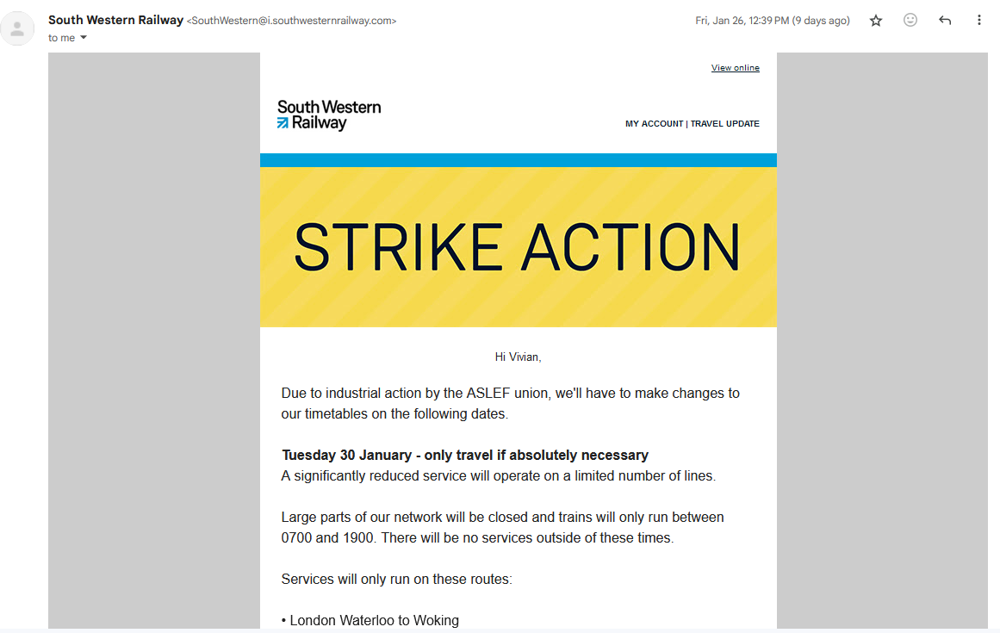 South Western Railway <SouthWestern@i.southwesternrailway.com>
Fri, Jan 26, 12:39 PM (9 days ago)
to me
View online
South Western
Railway
MY ACCOUNT | TRAVEL UPDATE
STRIKE ACTION
Hi Vivian,
Due to industrial action by the ASLEF union, we'll have to make changes to
our timetables on the following dates.
Tuesday 30 January - only travel if absolutely necessary
A significantly reduced service will operate on a limited number of lines.
Large parts of our network will be closed and trains will only run between
0700 and 1900. There will be no services outside of these times.
Services will only run on these routes:
• London Waterloo to Woking